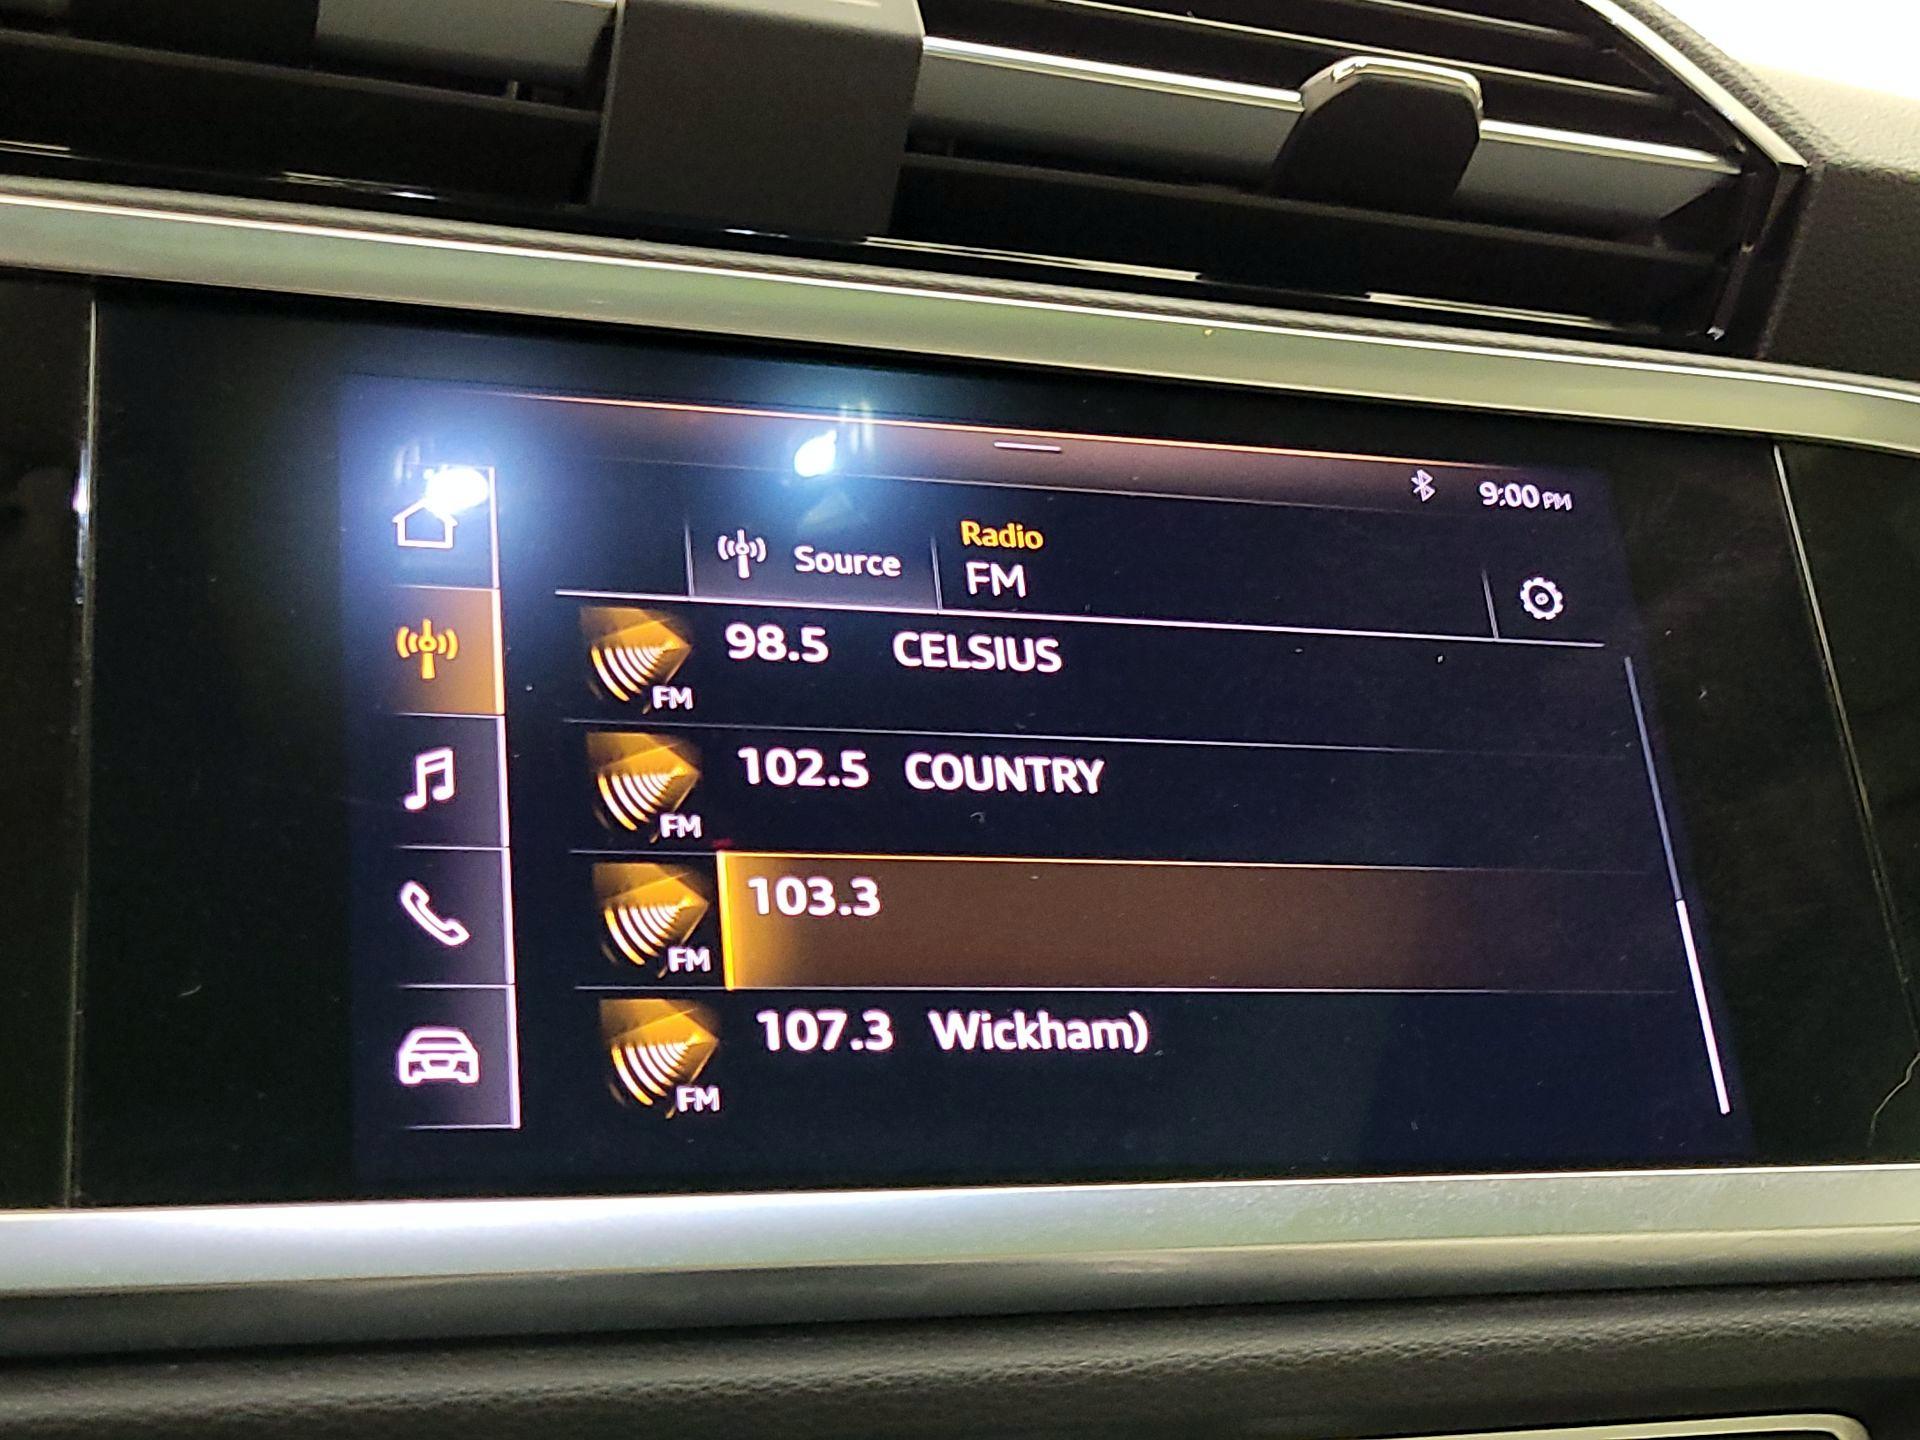 9:00 PM
Source
Radio
FM
98.5 CELSIUS
FM
102.5 COUNTRY
FM
103.3
FM
107.3 Wickham)
FM